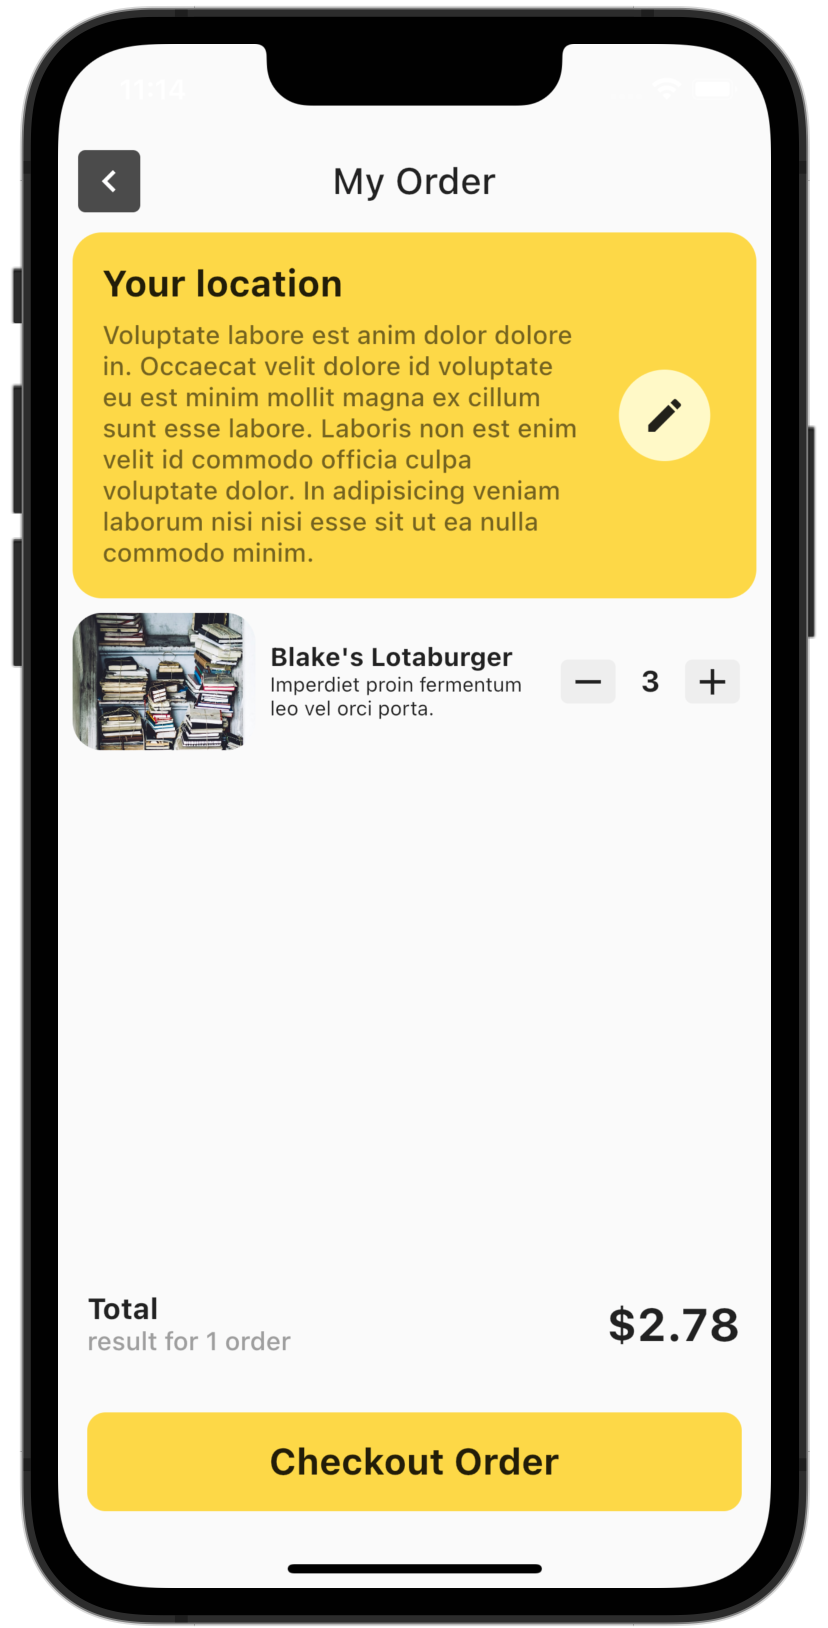 11:14
My Order
Your location
Voluptate labore est anim dolor dolore
in. Occaecat velit dolore id voluptate
eu est minim mollit magna ex cillum
sunt esse labore. Laboris non est enim
velit id commodo officia culpa
voluptate dolor. In adipisicing veniam
laborum nisi nisi esse sit ut ea nulla
commodo minim.
Blake's Lotaburger
Imperdiet proin fermentum
leo vel orci porta.
3
Total
result for 1 order
$2.78
Checkout Order